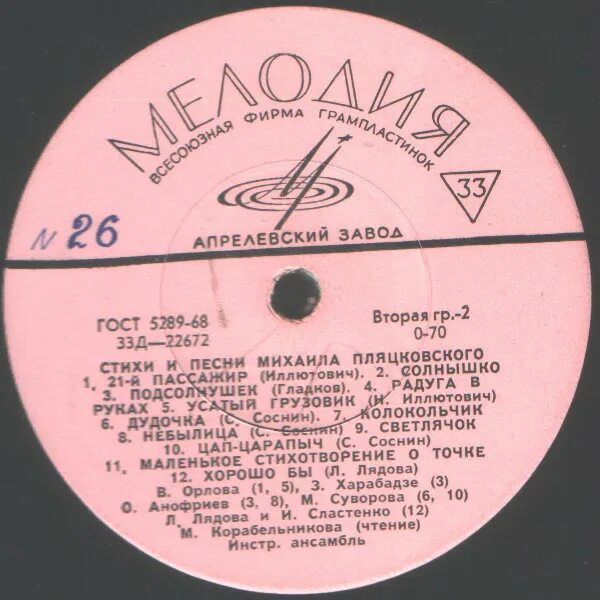 МЕЛОДИЯ
ВСЕСОЮЗНАЯ ФИРМА ГРАМПЛАСТИНОК
33
N 26
АПРЕЛЕВСКИЙ ЗАВОД
ГОСТ 5289-68
Вторая гр.-2
33Д—22672
0-70
СТИХИ И ПЕСНИ МИХАИЛА ПЛЯЦКОВСКОГО
1. 21-й ПАССАЖИР (Иллютович). 2. СОЛНЫШКО
3. ПОДСОЛНУШЕК (Гладков). 4. РАДУГА В
РУКАХ 5. УСАТЫЙ ГРУЗОВИК (Н. Иллютович)
6. ДУДОЧКА (С. Соснин). 7. КОЛОКОЛЬЧИК
8. НЕБЫЛИЦА (С. Соснин) 9. СВЕТЛЯЧОК
10. ЦАП-ЦАРАПЫЧ (С. Соснин)
11. МАЛЕНЬКОЕ СТИХОТВОРЕНИЕ О ТОЧКЕ
12. ХОРОШО БЫ (Л. Лядова)
В. Орлова (1, 5), З. Харабадзе (3)
О. Анофриев (3, 8), М. Суворова (6, 10)
Л. Лядова и И. Сластенко (12)
М. Корабельникова (чтение)
Инстр. ансамбль